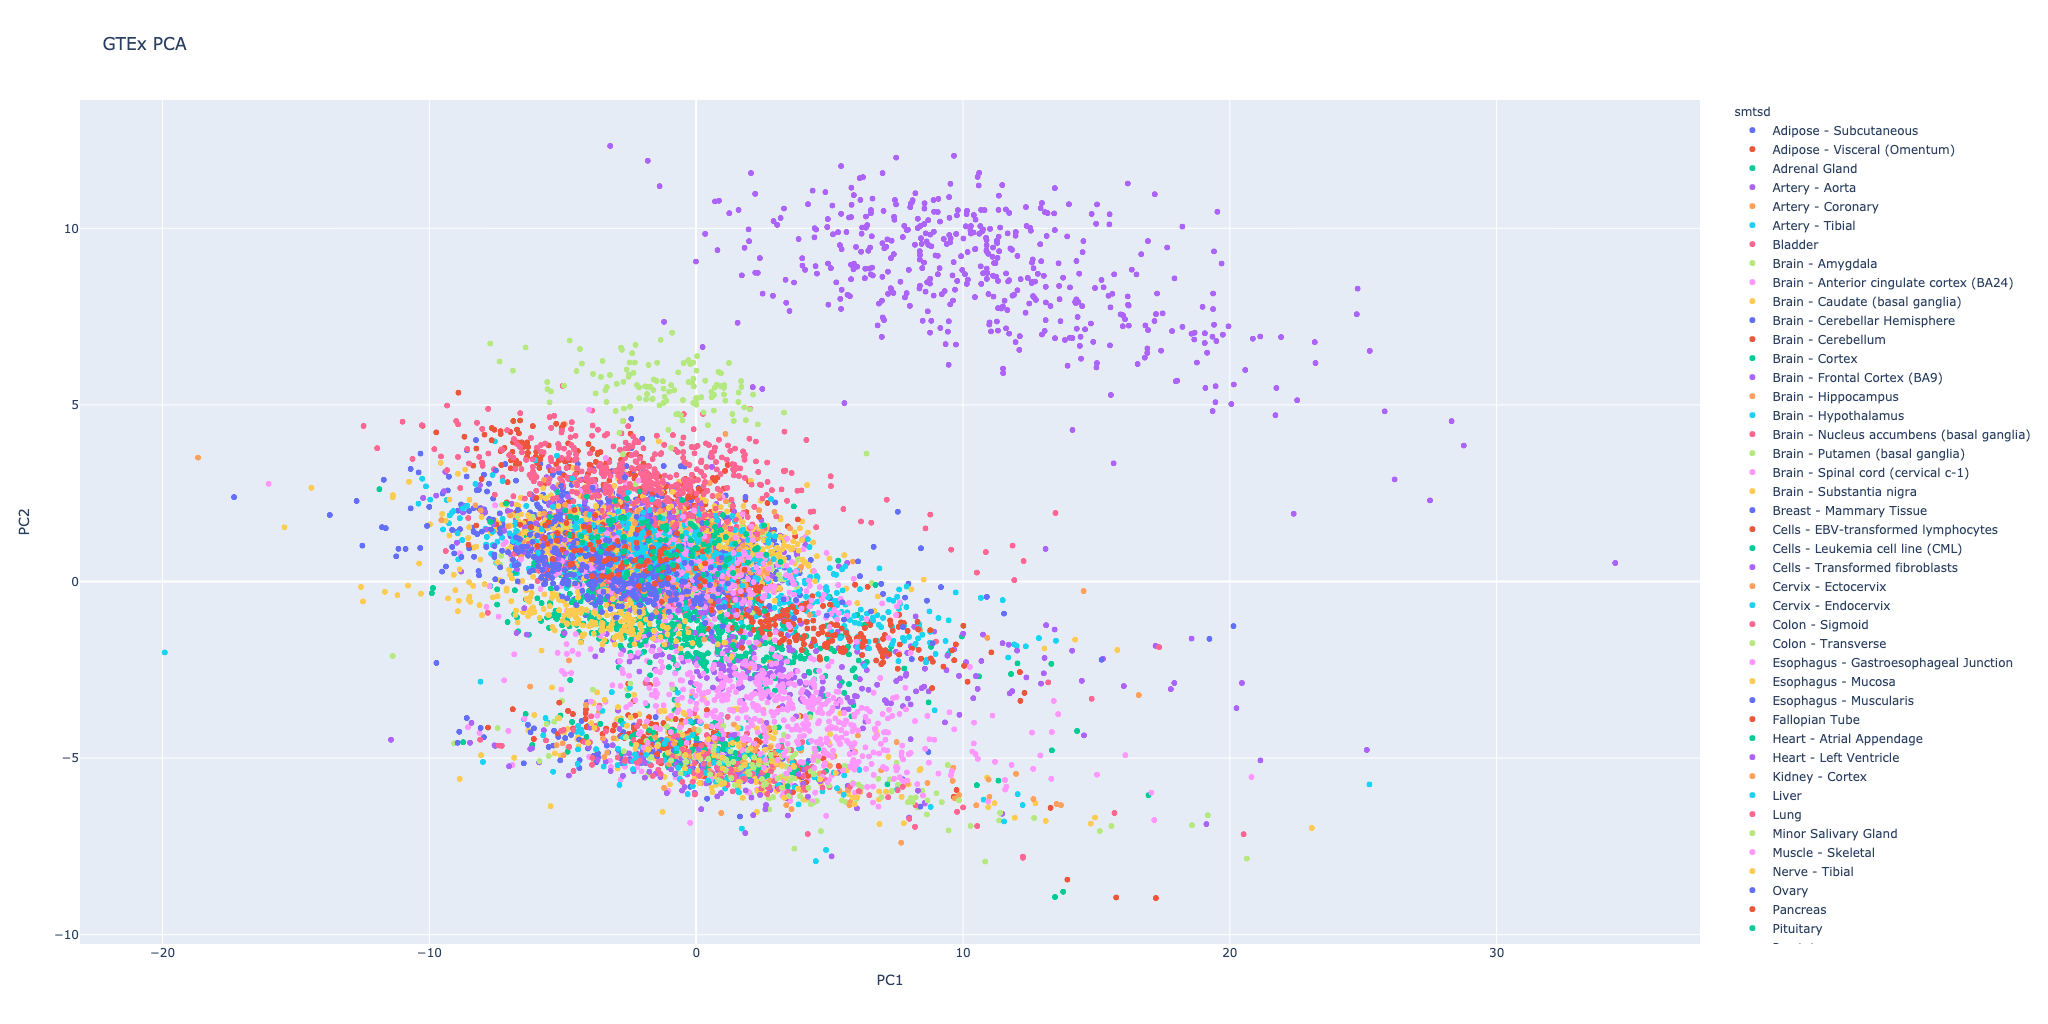 GTEx PCA
smtsd
Adipose - Subcutaneous
Adipose - Visceral (Omentum)
Adrenal Gland
Artery - Aorta
Artery - Coronary
Artery - Tibial
Bladder
Brain - Amygdala
Brain - Anterior cingulate cortex (BA24)
Brain - Caudate (basal ganglia)
Brain - Cerebellar Hemisphere
Brain - Cerebellum
Brain - Cortex
Brain - Frontal Cortex (BA9)
Brain - Hippocampus
Brain - Hypothalamus
Brain - Nucleus accumbens (basal ganglia)
Brain - Putamen (basal ganglia)
Brain - Spinal cord (cervical c-1)
Brain - Substantia nigra
Breast - Mammary Tissue
Cells - EBV-transformed lymphocytes
Cells - Leukemia cell line (CML)
Cells - Transformed fibroblasts
Cervix - Ectocervix
Cervix - Endocervix
Colon - Sigmoid
Colon - Transverse
Esophagus - Gastroesophageal Junction
Esophagus - Mucosa
Esophagus - Muscularis
Fallopian Tube
Heart - Atrial Appendage
Heart - Left Ventricle
Kidney - Cortex
Liver
Lung
Minor Salivary Gland
Muscle - Skeletal
Nerve - Tibial
Ovary
Pancreas
Pituitary
10
5
0
−5
−10
PC2
−20
−10
0
10
20
30
PC1